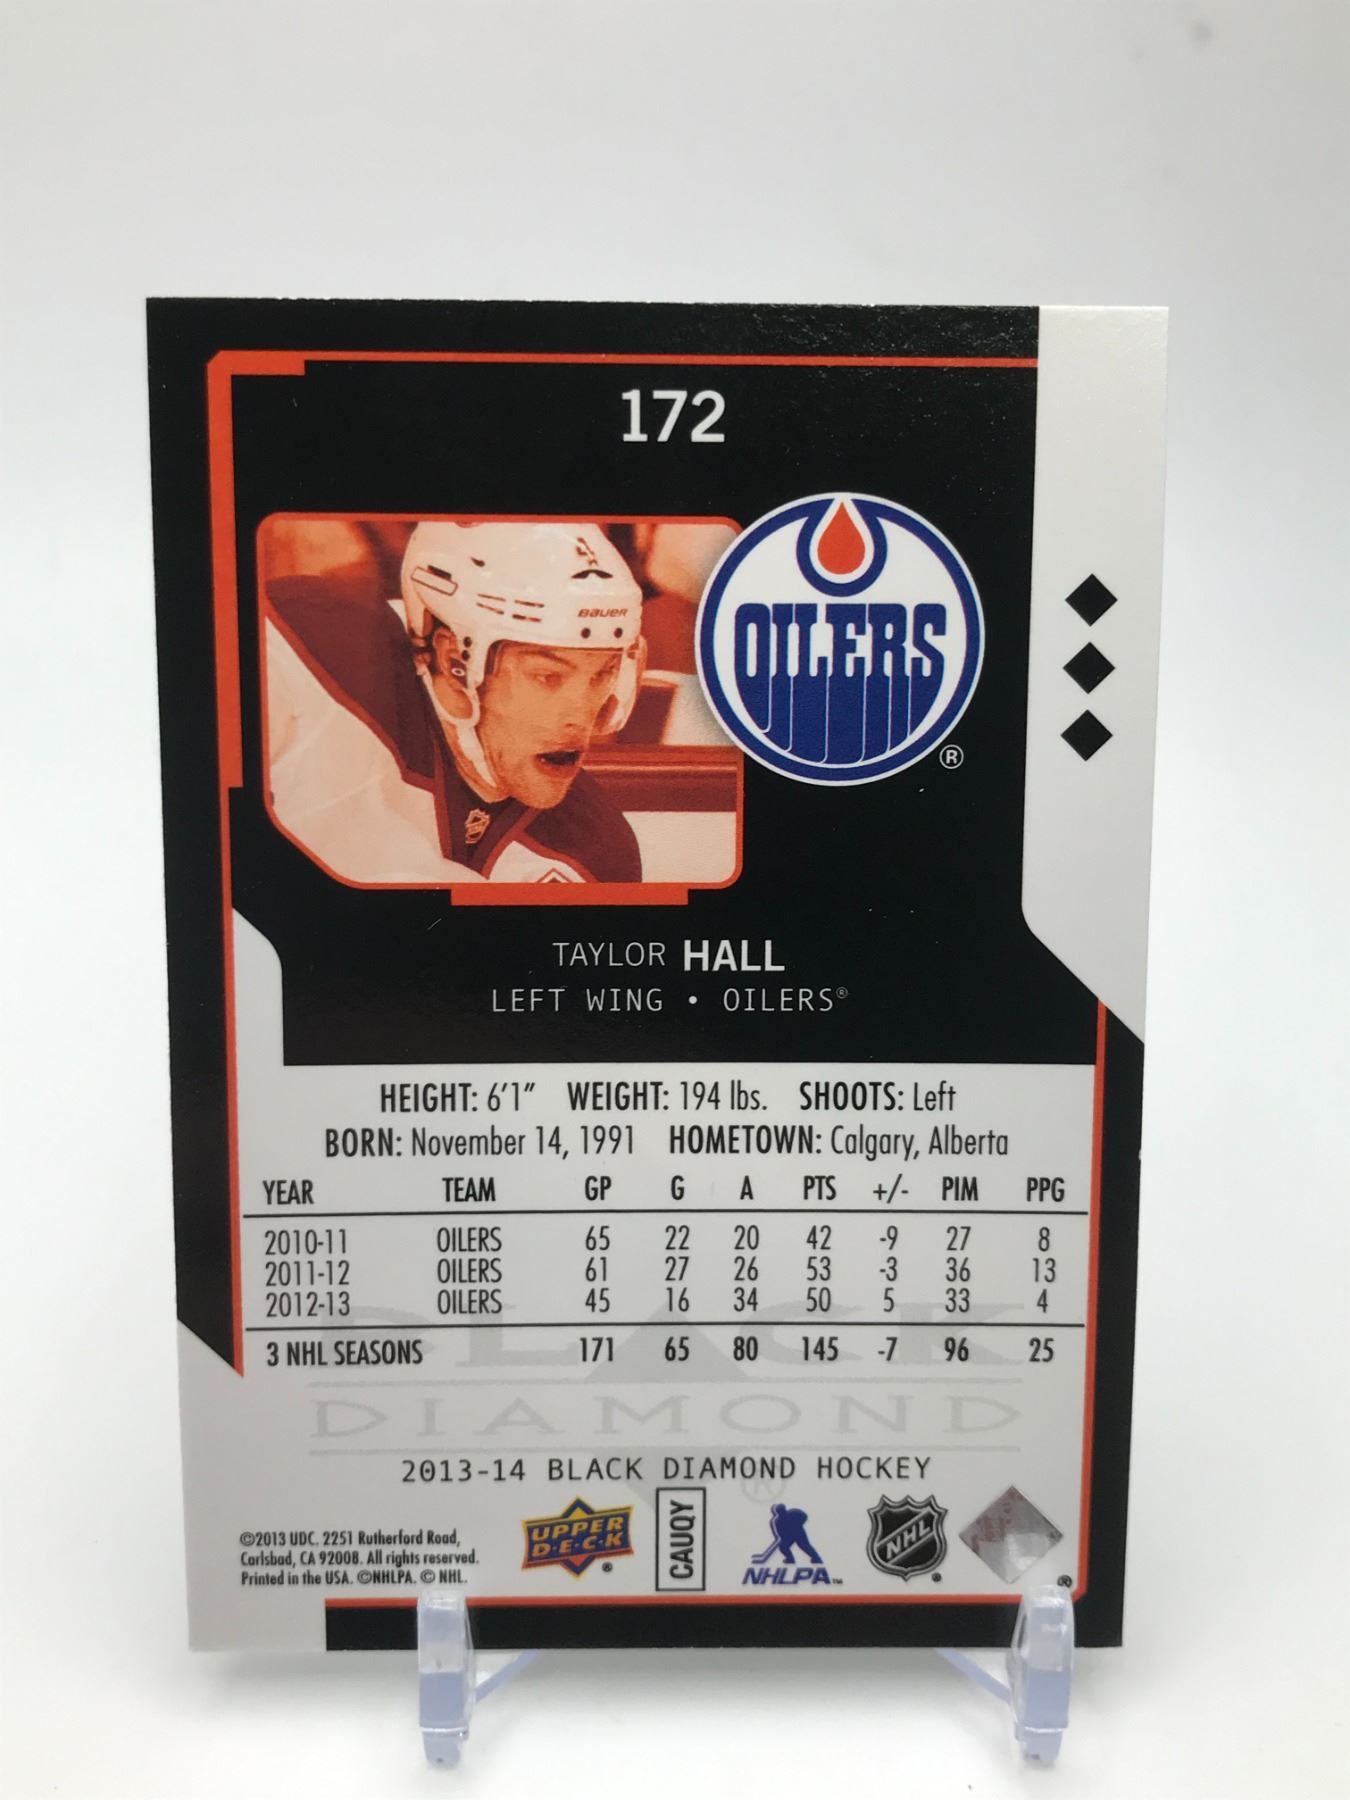 172
BAUER
OILERS
®
TAYLOR HALL
LEFT WING • OILERS®
HEIGHT: 6'1" WEIGHT: 194 lbs. SHOOTS: Left
BORN: November 14, 1991 HOMETOWN: Calgary, Alberta
YEAR TEAM GP G A PTS +/- PIM PPG
2010-11 OILERS 65 22 20 42 -9 27 8
2011-12 OILERS 61 27 26 53 -3 36 13
2012-13 OILERS 45 16 34 50 5 33 4
3 NHL SEASONS 171 65 80 145 -7 96 25
BLACK
DIAMOND
®
2013-14 BLACK DIAMOND HOCKEY
©2013 UDC. 2251 Rutherford Road,
Carlsbad, CA 92008. All rights reserved.
Printed in the USA. ©NHLPA. © NHL.
UPPER
D·E·C·K
®
CAUQY
NHLPA™
NHL
®
®